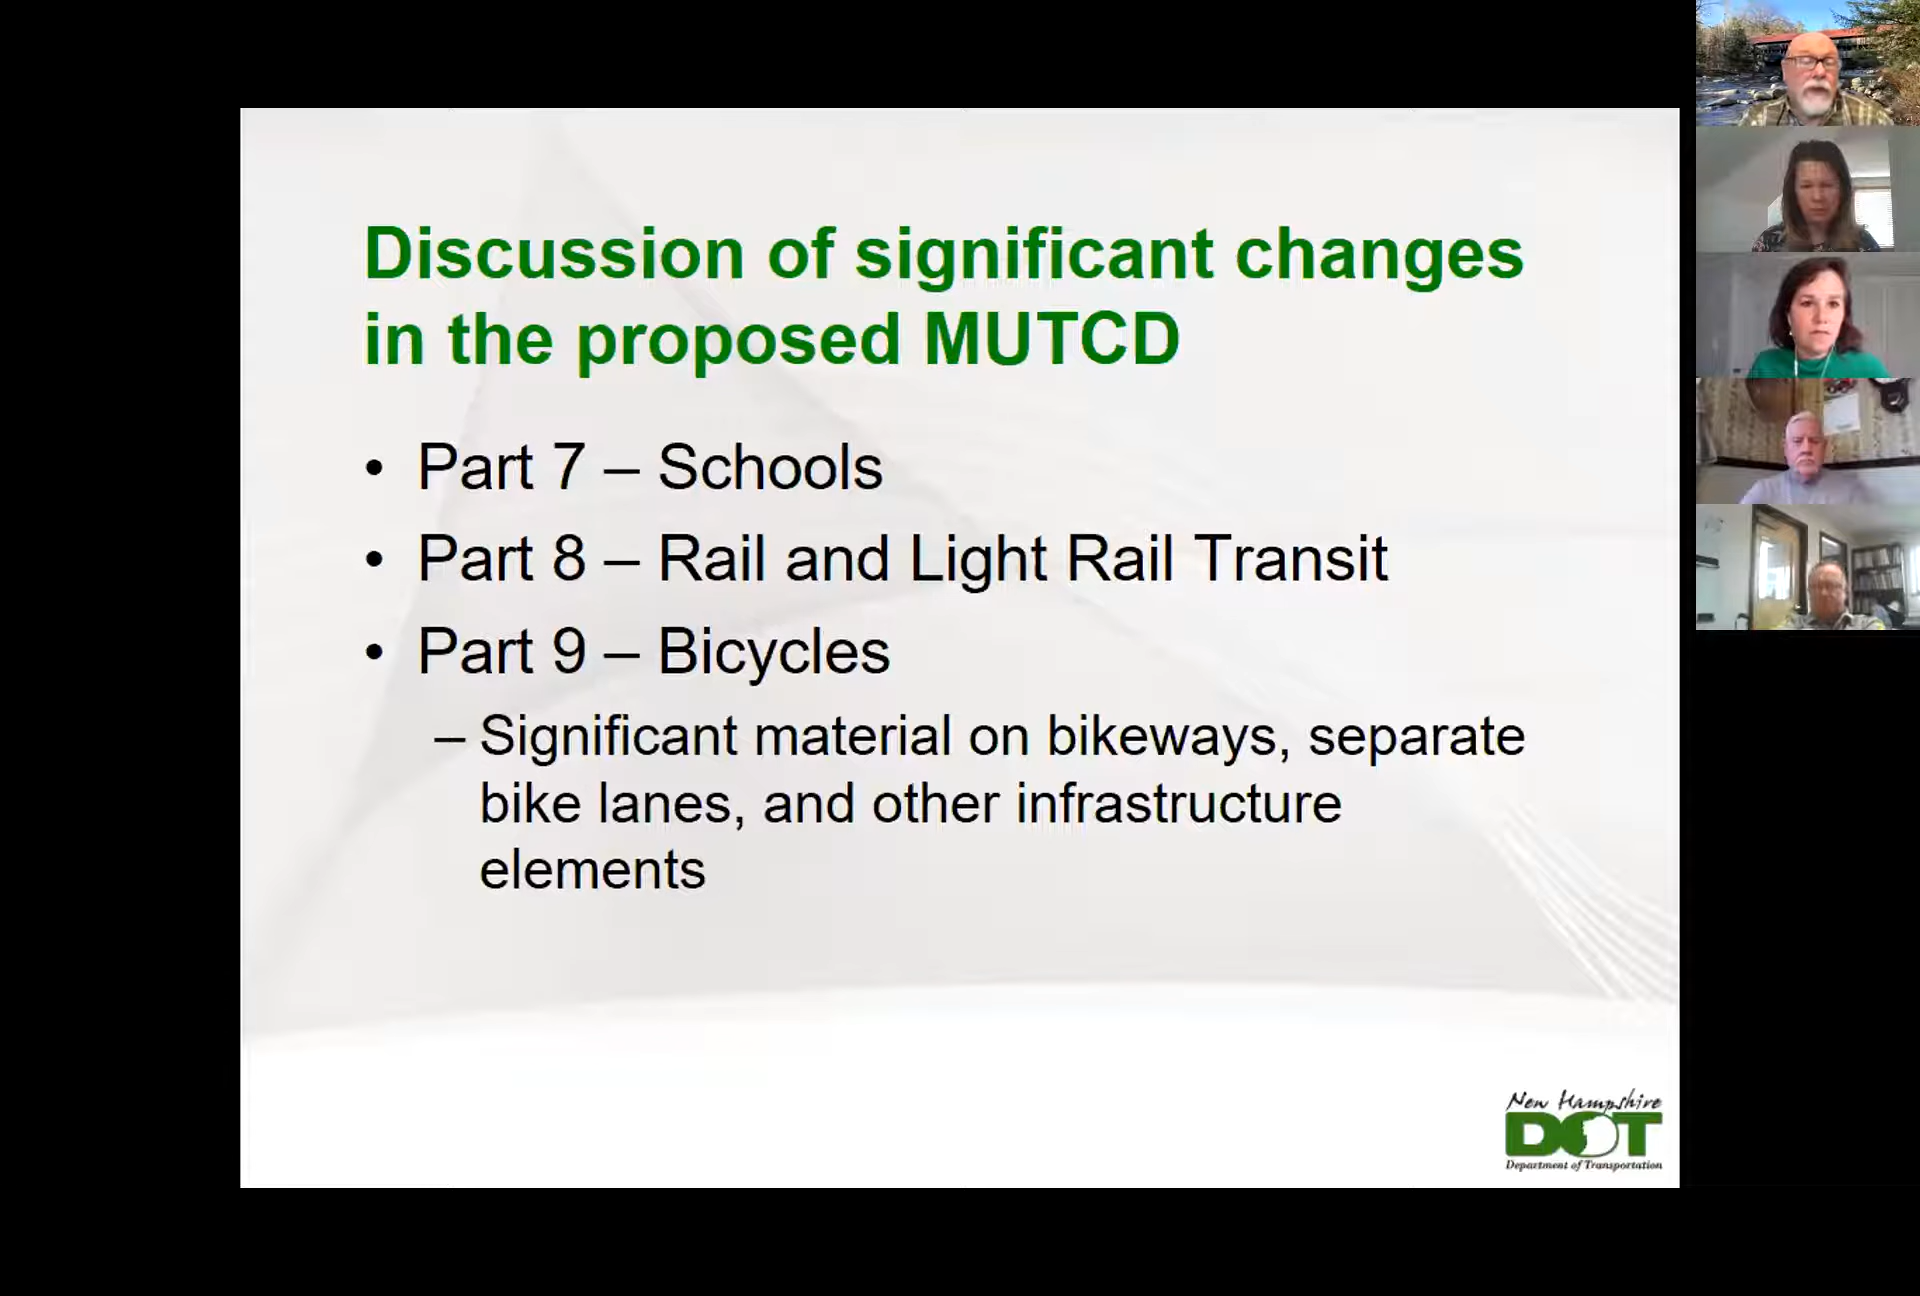 Discussion of significant changes
in the proposed MUTCD
• Part 7 – Schools
• Part 8 – Rail and Light Rail Transit
• Part 9 – Bicycles
– Significant material on bikeways, separate
bike lanes, and other infrastructure
elements
New Hampshire
DOT
Department of Transportation